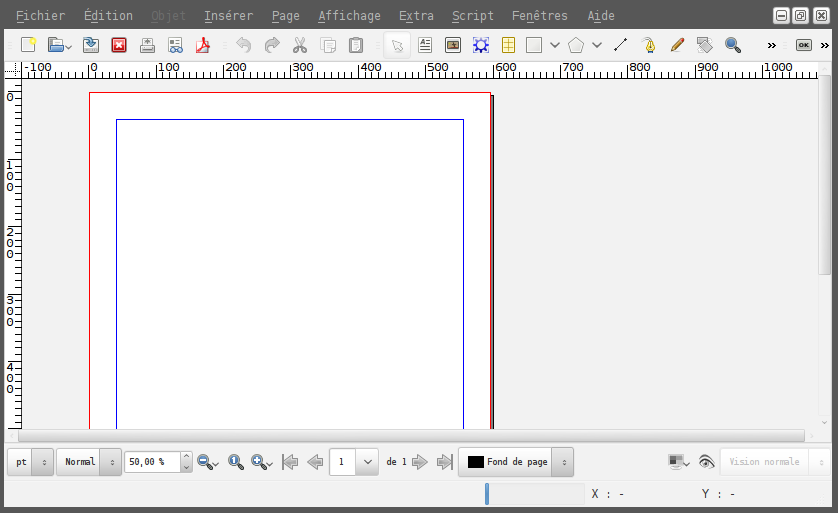 Fichier Édition Objet Insérer Page Affichage Extra Script Fenêtres Aide
» OK »
-100 0 100 200 300 400 500 600 700 800 900 1000
0
100
200
300
400
pt Normal 50,00 % 1 1 de 1 Fond de page Vision normale
X : - Y : -